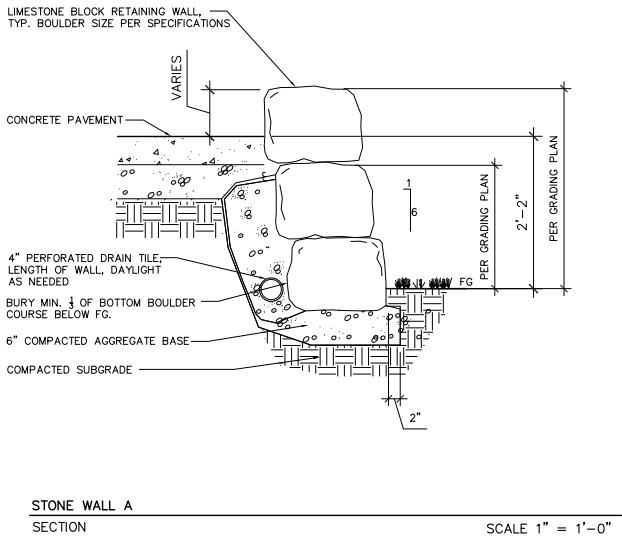 LIMESTONE BLOCK RETAINING WALL,
TYP. BOULDER SIZE PER SPECIFICATIONS
VARIES
CONCRETE PAVEMENT
1
6
PER GRADING PLAN
2'-2"
PER GRADING PLAN
4" PERFORATED DRAIN TILE,
LENGTH OF WALL, DAYLIGHT
AS NEEDED
FG
BURY MIN. 1/3 OF BOTTOM BOULDER
COURSE BELOW FG.
6" COMPACTED AGGREGATE BASE
COMPACTED SUBGRADE
2"
STONE WALL A
SECTION
SCALE 1" = 1'-0"